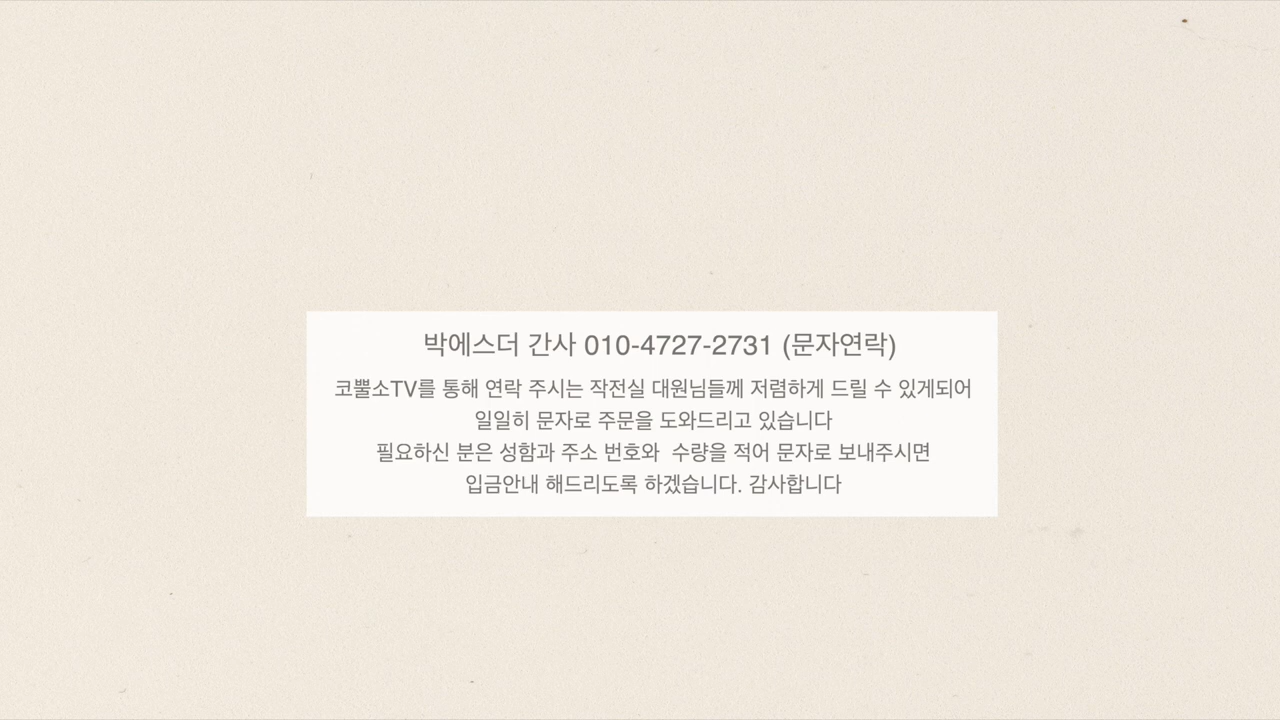 박에스더 간사 010-4727-2731 (문자연락)
코뿔소TV를 통해 연락 주시는 작전실 대원님들께 저렴하게 드릴 수 있게되어
일일히 문자로 주문을 도와드리고 있습니다
필요하신 분은 성함과 주소 번호와  수량을 적어 문자로 보내주시면
입금안내 해드리도록 하겠습니다. 감사합니다